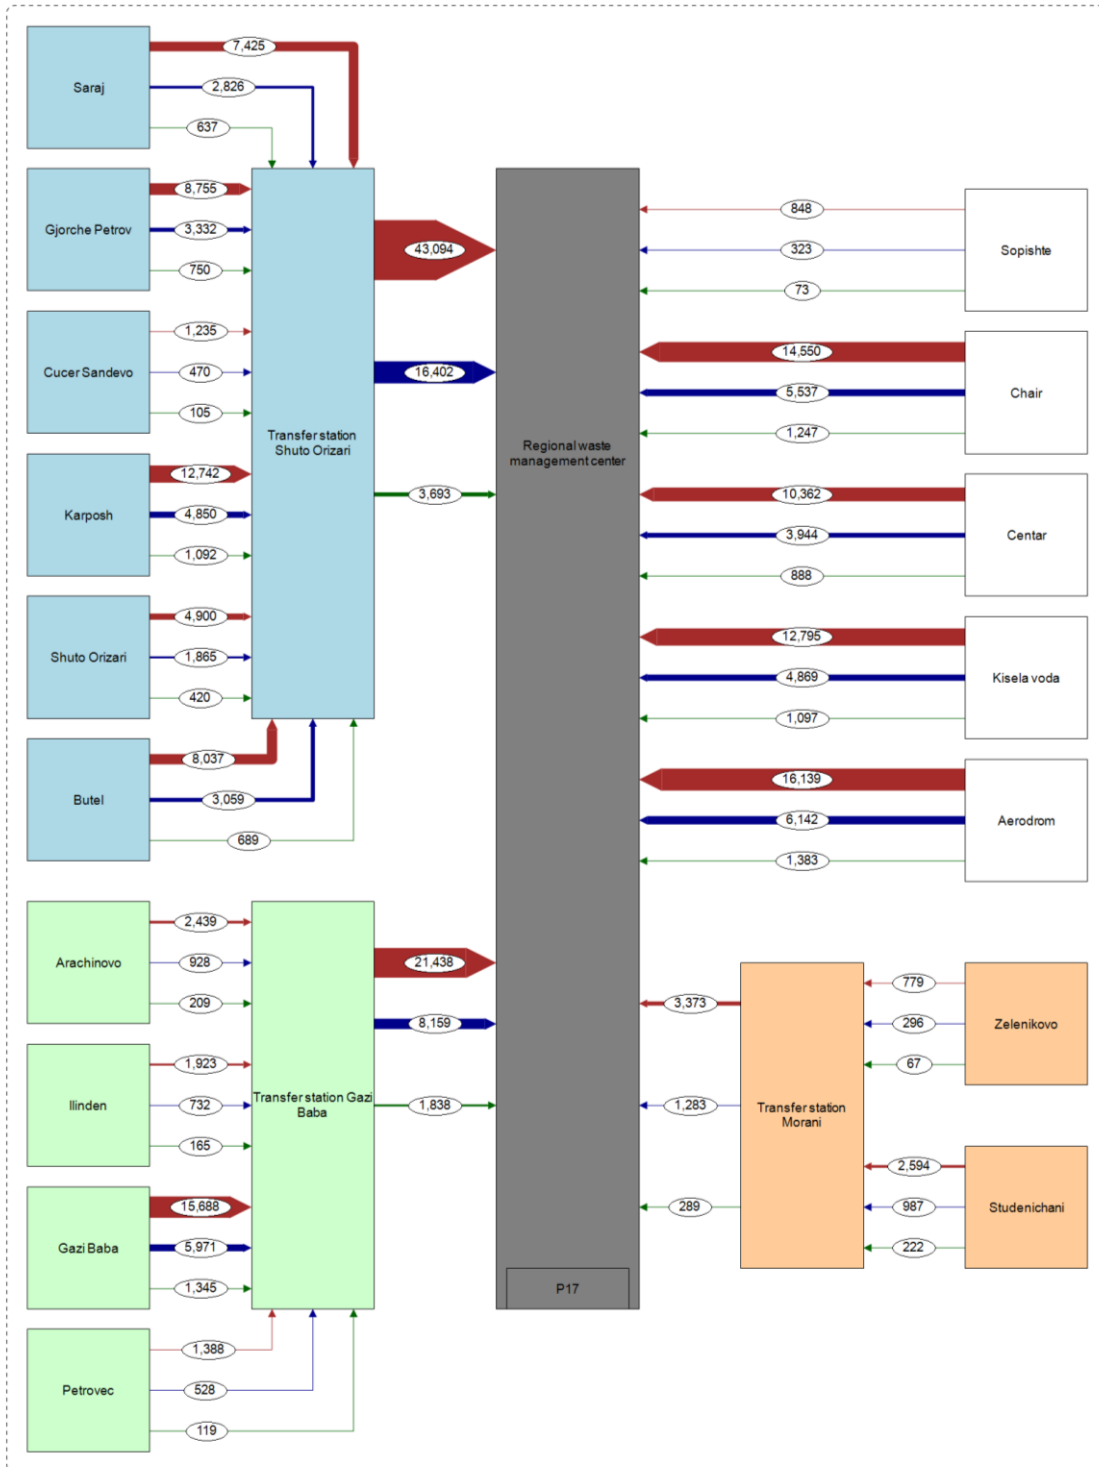 Saraj
7,425
2,826
637
Gjorche Petrov
8,755
3,332
750
Cucer Sandevo
1,235
470
105
Karposh
12,742
4,850
1,092
Shuto Orizari
4,900
1,865
420
Butel
8,037
3,059
689
Transfer station
Shuto Orizari
43,094
16,402
3,693
Arachinovo
2,439
928
209
Ilinden
1,923
732
165
Gazi Baba
15,688
5,971
1,345
Petrovec
1,388
528
119
Transfer station Gazi
Baba
21,438
8,159
1,838
Regional waste
management center
P17
848
323
73
Sopishte
14,550
5,537
1,247
Chair
10,362
3,944
888
Centar
12,795
4,869
1,097
Kisela voda
16,139
6,142
1,383
Aerodrom
3,373
1,283
289
Transfer station
Morani
779
296
67
Zelenikovo
2,594
987
222
Studenichani